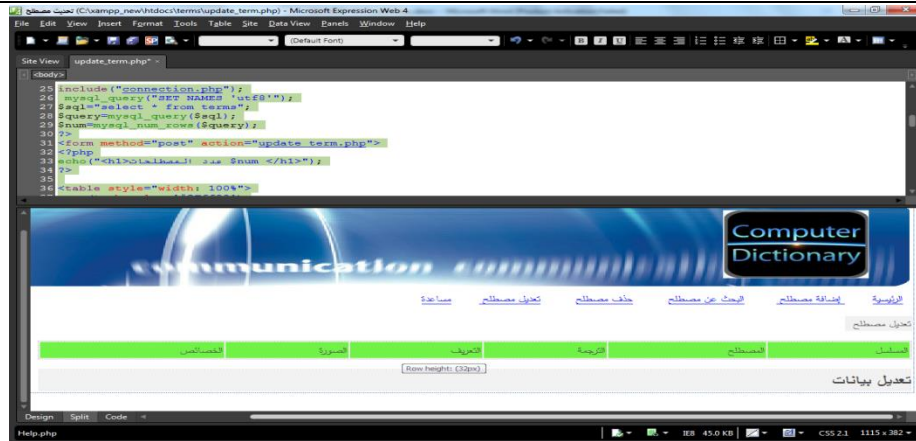 تحديث مصطلح (C:\xampp_new\htdocs\terms\update_term.php) - Microsoft Expression Web 4
File Edit View Insert Format Tools Table Site Data View Panels Window Help
(Default Font)
Site View update_term.php*
<body>
25 include("connection.php");
26 mysql_query("SET NAMES 'utf8'");
27 $sql="select * from terms";
28 $query=mysql_query($sql);
29 $num=mysql_num_rows($query);
30 ?>
31 <form method="post" action="update_term.php">
32 <?php
33 echo("<h1>عدد المصطلحات $num </h1>");
34 ?>
35
36 <table style="width: 100%">
Computer
Dictionary
communication
الرئيسية إضافة مصطلح البحث عن مصطلح حذف مصطلح تعديل مصطلح مساعدة
تعديل مصطلح
المسلسل المصطلح الترجمة التعريف الصورة الخصائص
Row height: (32px)
تعديل بيانات
Design Split Code
Help.php IE8 45.0 KB CSS 2.1 1115 x 382